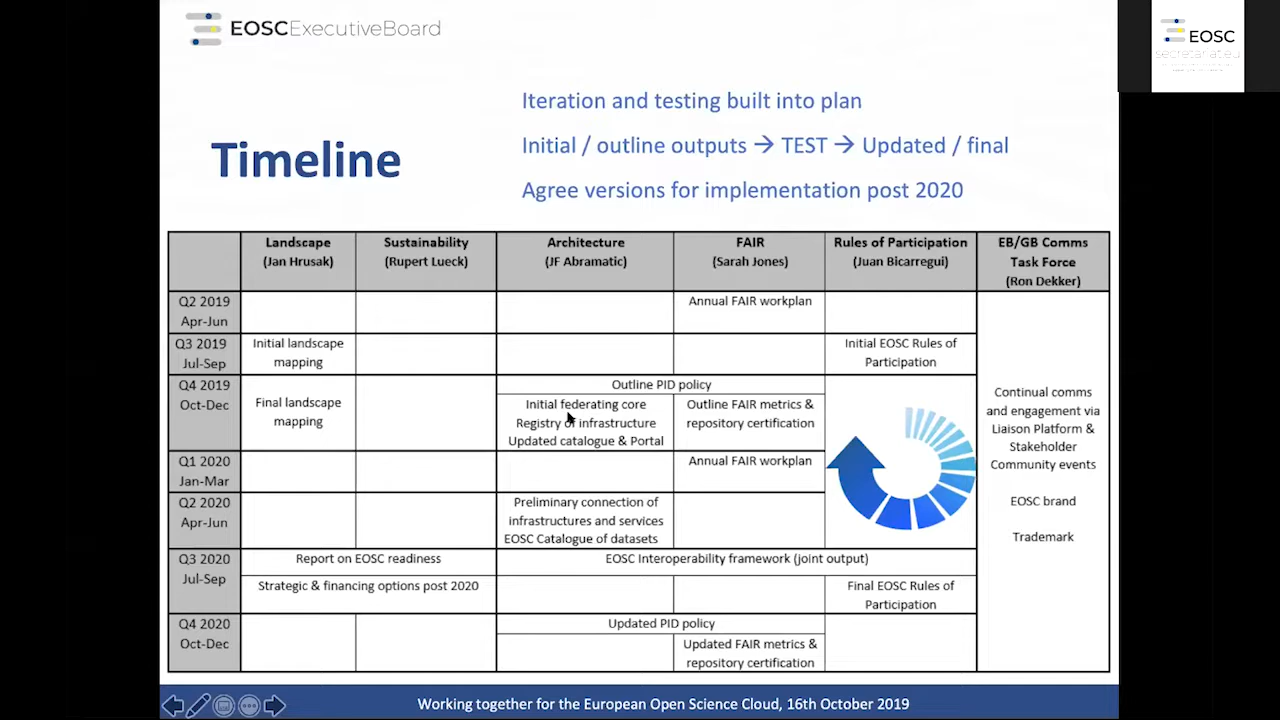 EOSCExecutiveBoard
EOSC
Timeline
Iteration and testing built into plan
Initial / outline outputs → TEST → Updated / final
Agree versions for implementation post 2020
Landscape
(Jan Hrusak)
Sustainability
(Rupert Lueck)
Architecture
(JF Abramatic)
FAIR
(Sarah Jones)
Rules of Participation
(Juan Bicarregui)
EB/GB Comms
Task Force
(Ron Dekker)
Q2 2019
Apr-Jun
Annual FAIR workplan
Q3 2019
Jul-Sep
Initial landscape
mapping
Initial EOSC Rules of
Participation
Q4 2019
Oct-Dec
Final landscape
mapping
Outline PID policy
Initial federating core
Registry of infrastructure
Updated catalogue & Portal
Outline FAIR metrics &
repository certification
Continual comms
and engagement via
Liaison Platform &
Stakeholder
Community events
EOSC brand
Trademark
Q1 2020
Jan-Mar
Annual FAIR workplan
Q2 2020
Apr-Jun
Preliminary connection of
infrastructures and services
EOSC Catalogue of datasets
Q3 2020
Jul-Sep
Report on EOSC readiness
EOSC Interoperability framework (joint output)
Strategic & financing options post 2020
Final EOSC Rules of
Participation
Q4 2020
Oct-Dec
Updated PID policy
Updated FAIR metrics &
repository certification
Working together for the European Open Science Cloud, 16th October 2019